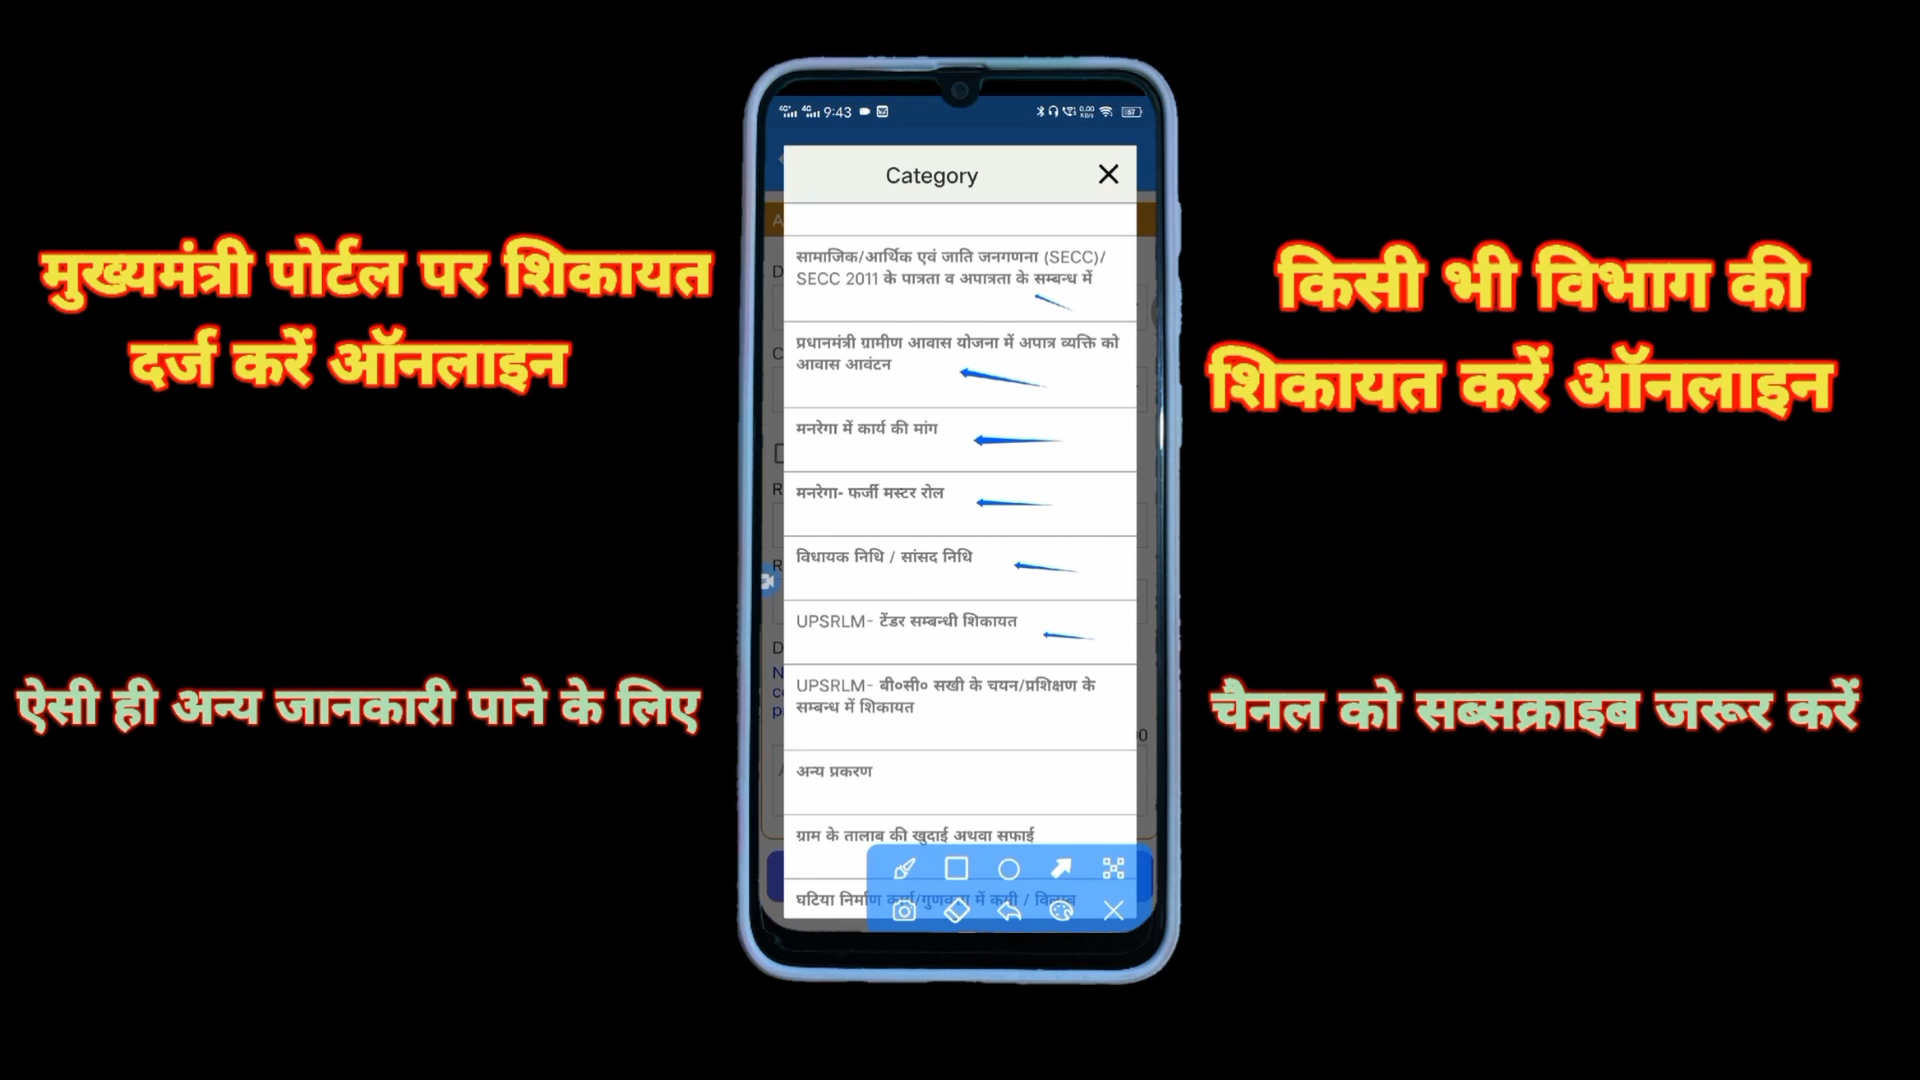 मुख्यमंत्री पोर्टल पर शिकायत
दर्ज करें ऑनलाइन
किसी भी विभाग की
शिकायत करें ऑनलाइन
ऐसी ही अन्य जानकारी पाने के लिए
चैनल को सब्सक्राइब जरूर करें
9:43
Category
सामाजिक/आर्थिक एवं जाति जनगणना (SECC)/
SECC 2011 के पात्रता व अपात्रता के सम्बन्ध में
प्रधानमंत्री ग्रामीण आवास योजना में अपात्र व्यक्ति को
आवास आवंटन
मनरेगा में कार्य की मांग
मनरेगा- फर्जी मस्टर रोल
विधायक निधि / सांसद निधि
UPSRLM- टेंडर सम्बन्धी शिकायत
UPSRLM- बी०सी० सखी के चयन/प्रशिक्षण के
सम्बन्ध में शिकायत
अन्य प्रकरण
ग्राम के तालाब की खुदाई अथवा सफाई
घटिया निर्माण कार्य/गुणवत्ता में कमी / विलंब